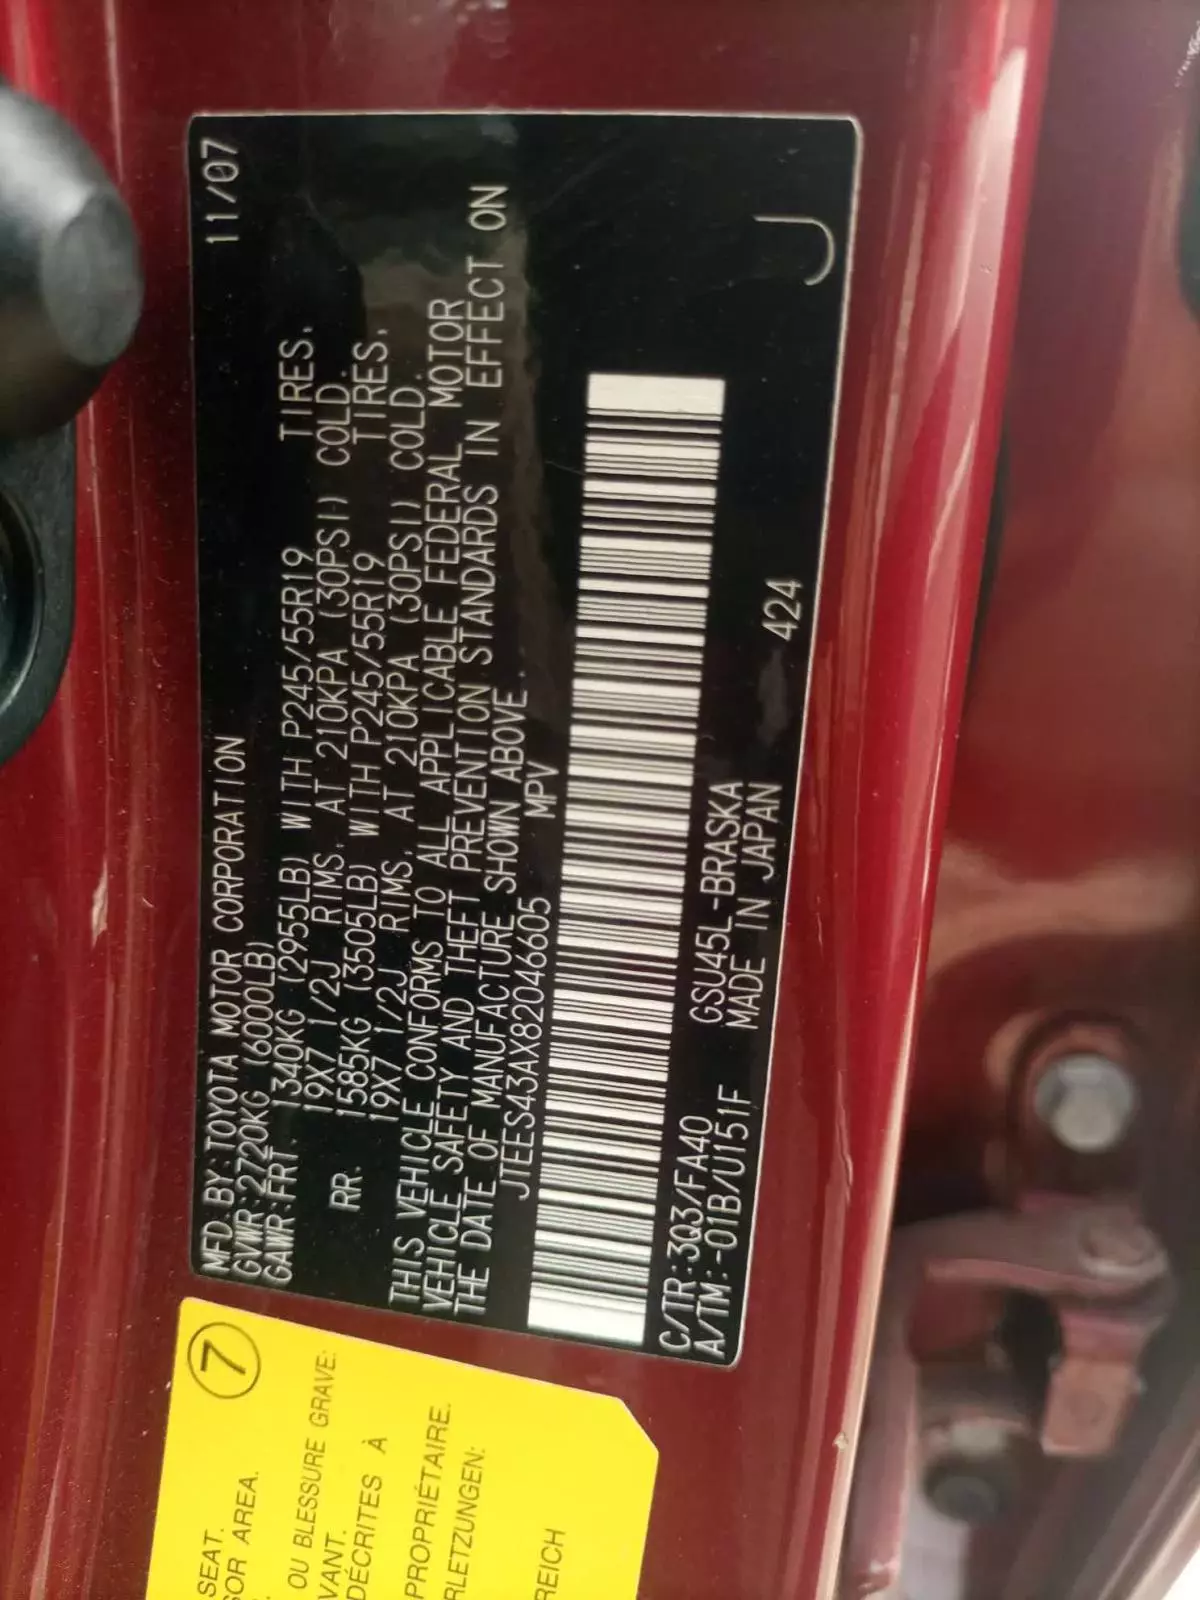 MFD.BY:TOYOTA MOTOR CORPORATION 11/07
GVWR:2720KG (6000LB)
GAWR:FRT. 1340KG (2955LB) WITH P245/55R19 TIRES,
19X7 1/2J RIMS, AT 210KPA (30PSI) COLD.
RR. 1585KG (3505LB) WITH P245/55R19 TIRES,
19X7 1/2J RIMS, AT 210KPA (30PSI) COLD.
THIS VEHICLE CONFORMS TO ALL APPLICABLE FEDERAL MOTOR
VEHICLE SAFETY AND THEFT PREVENTION STANDARDS IN EFFECT ON
THE DATE OF MANUFACTURE SHOWN ABOVE.
JTEES43AX82046605 MPV
C/TR:3Q3/FA40 GSU45L-BRASKA
A/TM:-01B/U151F MADE IN JAPAN 424
J
7
SEAT.
SOR AREA.
OU BLESSURE GRAVE:
VANT.
DÉCRITES À
PROPRIÉTAIRE.
RLETZUNGEN:
REICH